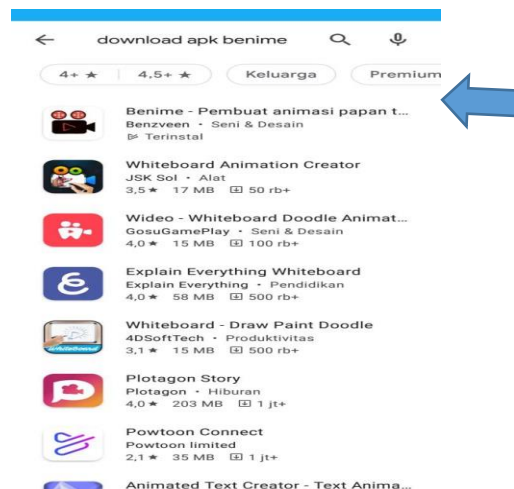 download apk benime
4+ ★ 4,5+ ★ Keluarga Premium
Benime - Pembuat animasi papan t...
Benzveen • Seni & Desain
Terinstal
Whiteboard Animation Creator
JSK Sol • Alat
3,5 ★ 17 MB 50 rb+
Wideo - Whiteboard Doodle Animat...
GosuGamePlay • Seni & Desain
4,0 ★ 15 MB 100 rb+
Explain Everything Whiteboard
Explain Everything • Pendidikan
4,0 ★ 58 MB 500 rb+
Whiteboard - Draw Paint Doodle
4DSoftTech • Produktivitas
3,1 ★ 15 MB 500 rb+
Plotagon Story
Plotagon • Hiburan
4,0 ★ 203 MB 1 jt+
Powtoon Connect
Powtoon limited
2,1 ★ 35 MB 1 jt+
Animated Text Creator - Text Anima...